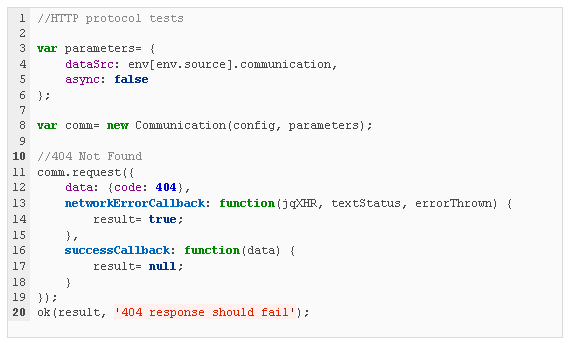 1 //HTTP protocol tests
2
3 var parameters= {
4     dataSrc: env[env.source].communication,
5     async: false
6 };
7
8 var comm= new Communication(config, parameters);
9
10 //404 Not Found
11 comm.request({
12     data: {code: 404},
13     networkErrorCallback: function(jqXHR, textStatus, errorThrown) {
14         result= true;
15     },
16     successCallback: function(data) {
17         result= null;
18     }
19 });
20 ok(result, '404 response should fail');